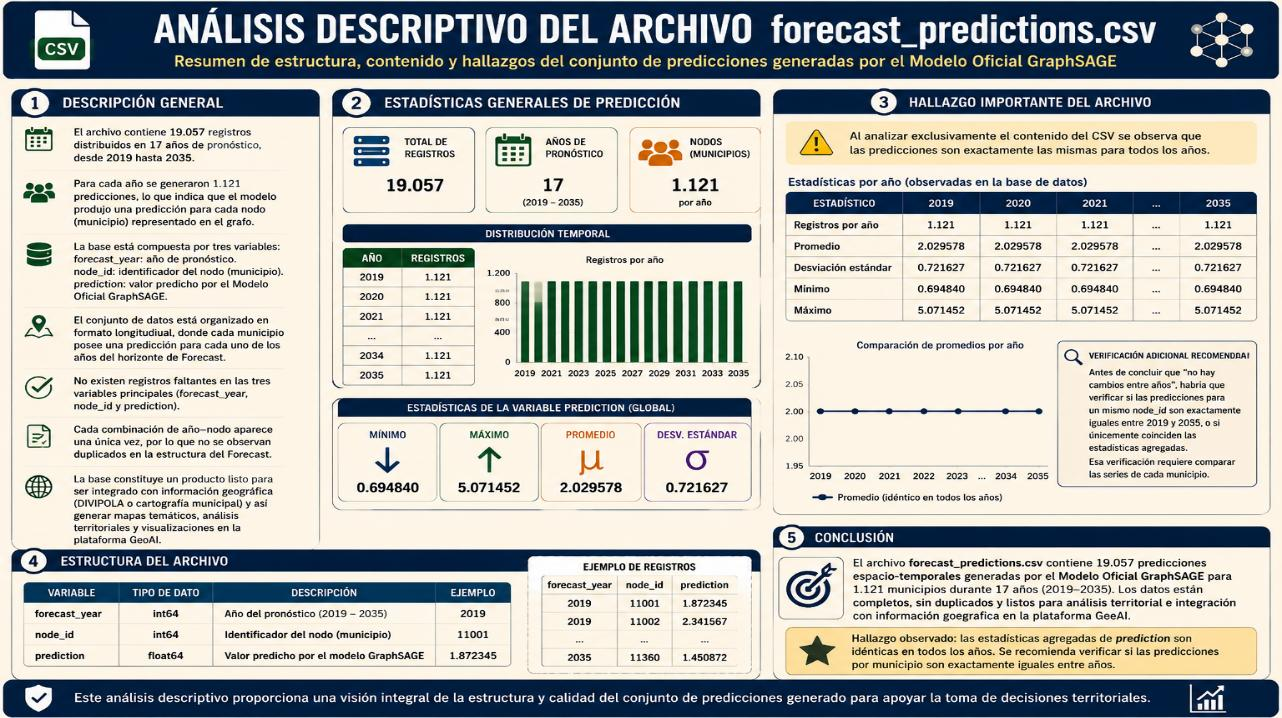 CSV
ANÁLISIS DESCRIPTIVO DEL ARCHIVO forecast_predictions.csv
Resumen de estructura, contenido y hallazgos del conjunto de predicciones generadas por el Modelo Oficial GraphSAGE
1 DESCRIPCIÓN GENERAL
El archivo contiene 19.057 registros
distribuidos en 17 años de pronóstico,
desde 2019 hasta 2035.
Para cada año se generaron 1.121
predicciones, lo que indica que el modelo
produjo una predicción para cada nodo
(municipio) representado en el grafo.
La base está compuesta por tres variables:
forecast_year: año de pronóstico.
node_id: identificador del nodo (municipio).
prediction: valor predicho por el Modelo
Oficial GraphSAGE.
El conjunto de datos está organizado en
formato longitudiual, donde cada municipio
posee una predicción para cada uno de los
años del horizonte de Forecast.
No existen registros faltantes en las tres
variables principales (forecast_year,
node_id y prediction).
Cada combinación de año—nodo aparece
una única vez, por lo que no se observan
duplicados en la estructura del Forecast.
La base constituye un producto listo para
ser integrado con información geográfica
(DIVIPOLA o cartografía municipal) y así
generar mapas temáticos, análisis
territoriales y visualizaciones en la
plataforma GeoAI.
2 ESTADÍSTICAS GENERALES DE PREDICCIÓN
TOTAL DE
REGISTROS
19.057
AÑOS DE
PRONÓSTICO
17
(2019 – 2035)
NODOS
(MUNICIPIOS)
1.121
por año
DISTRIBUCIÓN TEMPORAL
AÑO REGISTROS
2019 1.121
2020 1.121
2021 1.121
... ...
2034 1.121
2035 1.121
Registros por año
1.200
800
400
0
2019 2021 2023 2025 2021 2029 2031 2033 2035
ESTADÍSTICAS DE LA VARIABLE PREDICTION (GLOBAL)
MÍNIMO
↓
0.694840
MÁXIMO
↑
5.071452
PROMEDIO
μ
2.029578
DESV. ESTÁNDAR
σ
0.721627
3 HALLAZGO IMPORTANTE DEL ARCHIVO
Al analizar exclusivamente el contenido del CSV se observa que
las predicciones son exactamente las mismas para todos los años.
Estadísticas por año (observadas en la base de datos)
ESTADÍSTICO 2019 2020 2021 ... 2035
Registros por año 1.121 1.121 1.121 ... 1.121
Promedio 2.029578 2.029578 2.029578 ... 2.029578
Desviación estándar 0.721627 0.721627 0.721627 ... 0.721627
Mínimo 0.694840 0.694840 0.694840 ... 0.694840
Máximo 5.071452 5.071452 5.071452 ... 5.071452
Comparación de promedios por año
2.10
2.05
2.00
2.00
1.95
2019 2020 2021 2022 2023 ... 2034 2035
Promedio (idéntico en todos los años)
VERIFICACIÓN ADICIONAL RECOMENDAI
Antes de concluir que "no hay
cambios entre años", habria que
verificar si las predicciones para
un mismo node_id son exactamente
iguales entre 2019 y 2035, o si
únicemente coinciden las
estadísticas agregadas.
Esa verificación requiere comparar
las series de cada municipio.
4 ESTRUCTURA DEL ARCHIVO
VARIABLE TIPO DE DATO DESCRIPCIÓN EJEMPLO
forecast_year int64 Año del pronóstico (2019 – 2035) 2019
node_id int64 Identificador del nodo (municipio) 11001
prediction float64 Valor predicho por el modelo GraphSAGE 1.872345
EJEMPLO DE REGISTROS
forecast_year node_id prediction
2019 11001 1.872345
2019 11002 2.341567
... ... ...
2035 11360 1.450872
5 CONCLUSIÓN
El archivo forecast_predictions.csv contiene 19.057 predicciones
espacio-temporales generadas por el Modelo Oficial GraphSAGE para
1.121 municipios durante 17 años (2019–2035). Los datos están
completos, sin duplicados y listos para análisis territorial e integración
con información goegrafica en la plataforma GeeAI.
Hallazgo observado: las estadísticas agregadas de prediction son
idénticas en todos los años. Se recomienda verificar si las predicciones
por municipio son exactamente iguales entre años.
Este análisis descriptivo proporciona una visión integral de la estructura y calidad del conjunto de predicciones generado para apoyar la toma de decisiones territoriales.